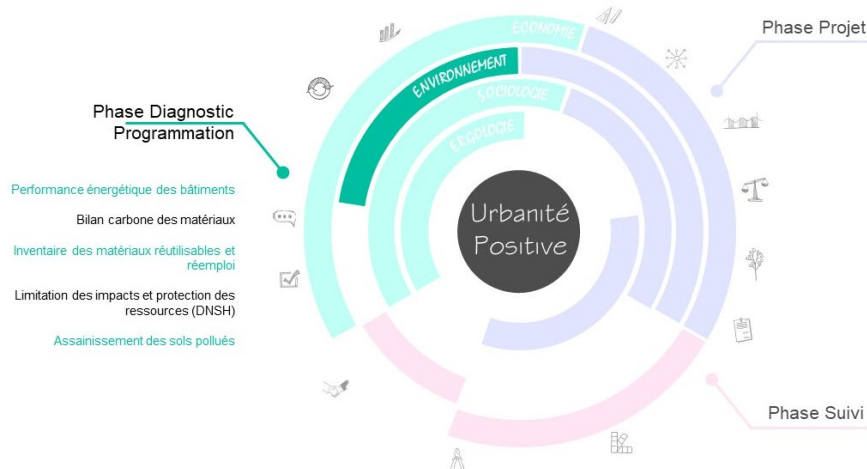 ECONOMIE
Phase Projet
ENVIRONNEMENT
SOCIOLOGIE
Phase Diagnostic
Programmation
ERGOLOGIE
Performance énergétique des bâtiments
Bilan carbone des matériaux
Inventaire des matériaux réutilisables et
réemploi
Limitation des impacts et protection des
ressources (DNSH)
Assainissement des sols pollués
Urbanité
Positive
Phase Suivi